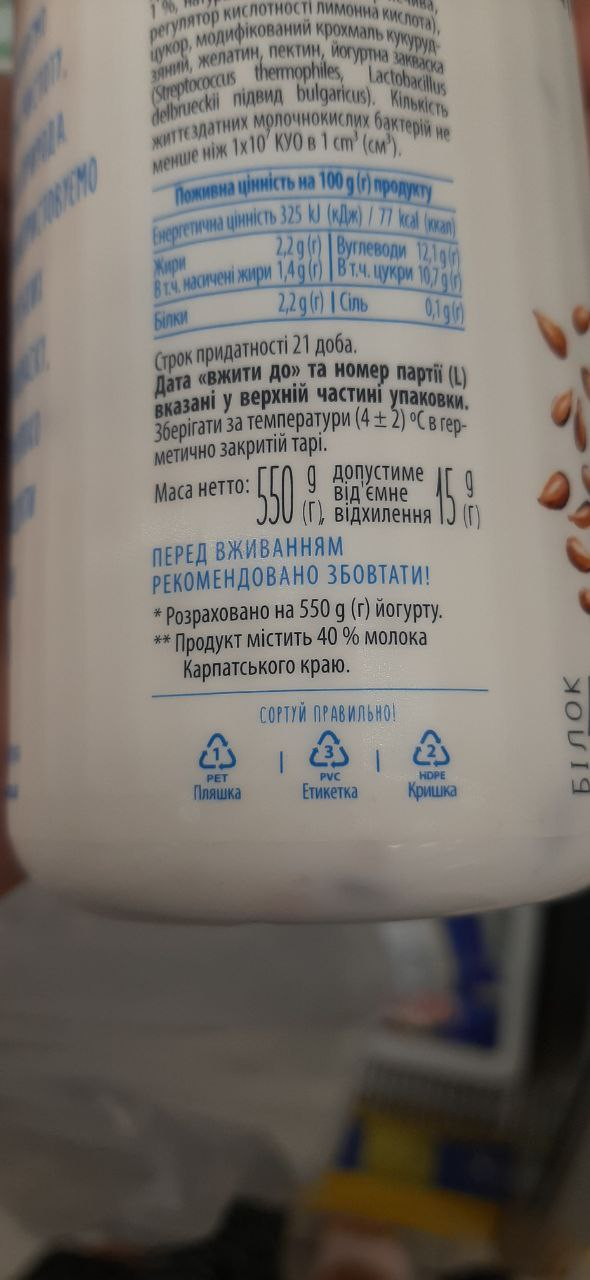 регулятор кислотності лимонна кислота),
цукор, модифікований крохмаль кукуруд-
зяний, желатин, пектин, йогуртна закваска
(Streptococcus thermophiles, Lactobacillus
delbrueckii підвид bulgaricus). Кількість
життєздатних молочнокислих бактерій не
менше ніж 1х10⁷ КУО в 1 cm³ (см³).
Поживна цінність на 100 g (г) продукту
Енергетична цінність 325 kJ (кДж) / 77 kcal (ккал)
Жири 2,2 g (г) | Вуглеводи 12,1 g (г)
В т.ч. насичені жири 1,4 g (г) | В т.ч. цукри 10,7 g (г)
Білки 2,2 g (г) | Сіль 0,1 g (г)
Строк придатності 21 доба.
Дата «вжити до» та номер партії (L)
вказані у верхній частині упаковки.
Зберігати за температури (4 ± 2) ºС в гер-
метично закритій тарі.
Маса нетто: 550 g (г), допустиме від'ємне відхилення 15 g (г)
ПЕРЕД ВЖИВАННЯМ
РЕКОМЕНДОВАНО ЗБОВТАТИ!
* Розраховано на 550 g (г) йогурту.
** Продукт містить 40 % молока
Карпатського краю.
СОРТУЙ ПРАВИЛЬНО!
1 | 3 | 2
PET PVC HDPE
Пляшка Етикетка Кришка
БІЛОК